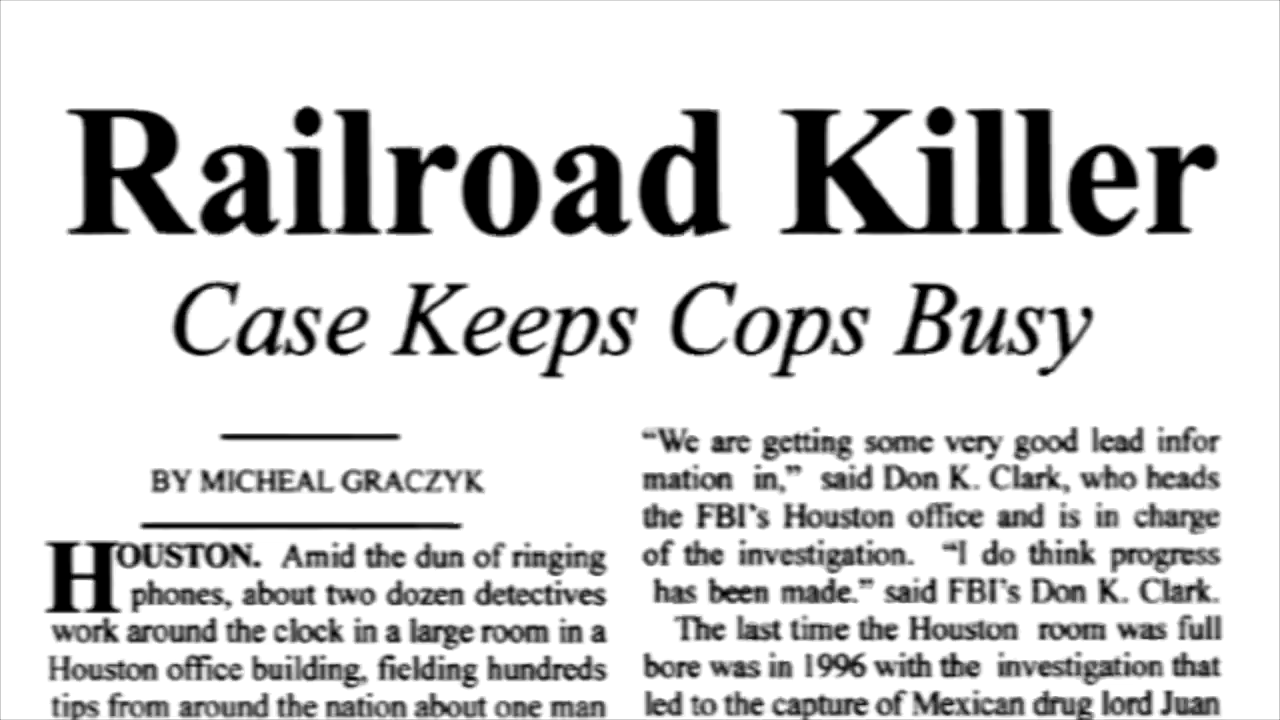 Railroad Killer
Case Keeps Cops Busy
BY MICHEAL GRACZYK
HOUSTON. Amid the dun of ringing
phones, about two dozen detectives
work around the clock in a large room in a
Houston office building, fielding hundreds
tips from around the nation about one man
“We are getting some very good lead infor
mation in,” said Don K. Clark, who heads
the FBI’s Houston office and is in charge
of the investigation. “I do think progress
has been made.” said FBI’s Don K. Clark.
The last time the Houston room was full
bore was in 1996 with the investigation that
led to the capture of Mexican drug lord Juan